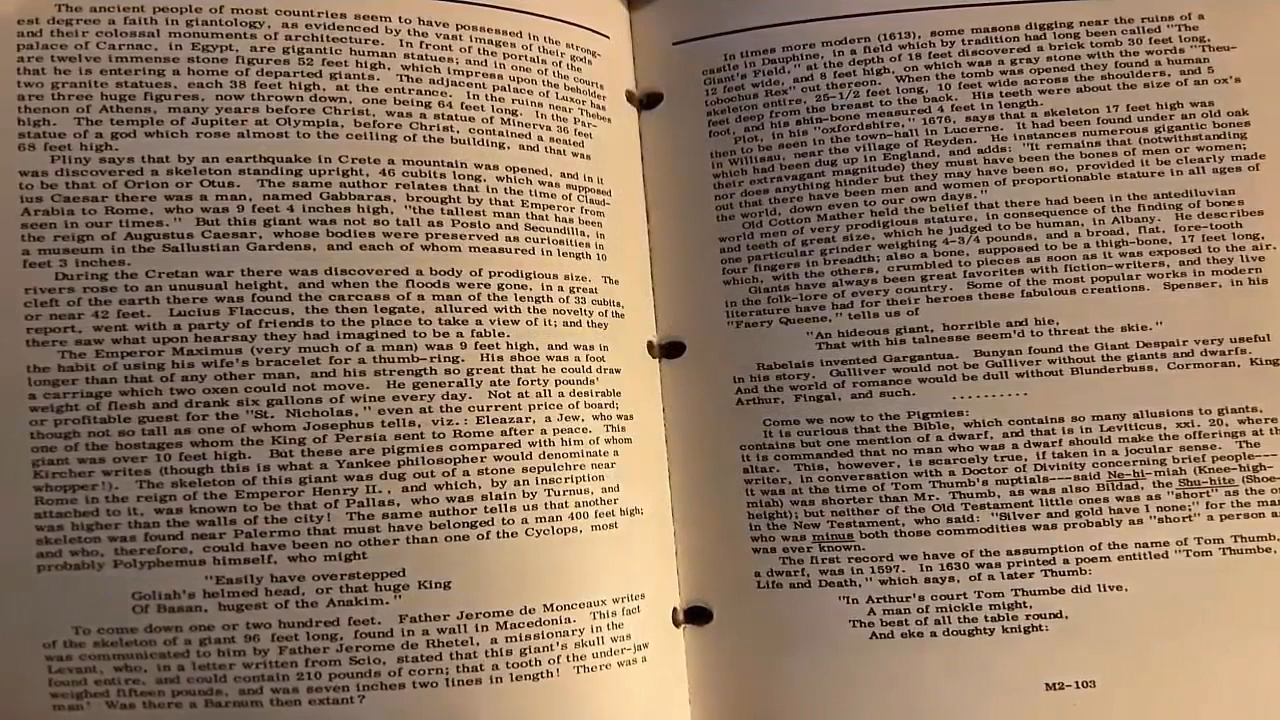 The ancient people of most countries seem to have possessed in the strong-
est degree a faith in giantology, as evidenced by the vast images of their gods
and their colossal monuments of architecture. In front of the portals of the
palace of Carnac, in Egypt, are gigantic human statues; and in one of the courts
are twelve immense stone figures 52 feet high, which impress upon the beholder
that he is entering a home of departed giants. The adjacent palace of Luxor has
two granite statues, each 38 feet high, at the entrance. In the ruins near Thebes
are three huge figures, now thrown down, one being 64 feet long. In the Par-
thenon of Athens, many years before Christ, was a statue of Minerva 36 feet
high. The temple of Jupiter at Olympia, before Christ, contained a seated
statue of a god which rose almost to the ceiling of the building, and that was
68 feet high.
Pliny says that by an earthquake in Crete a mountain was opened, and in it
was discovered a skeleton standing upright, 46 cubits long, which was supposed
to be that of Orion or Otus. The same author relates that in the time of Claud-
ius Caesar there was a man, named Gabbaras, brought by that Emperor from
Arabia to Rome, who was 9 feet 4 inches high, "the tallest man that has been
seen in our times." But this giant was not so tall as Posio and Secundilla, in
the reign of Augustus Caesar, whose bodies were preserved as curiosities in
a museum in the Sallustian Gardens, and each of whom measured in length 10
feet 3 inches.
During the Cretan war there was discovered a body of prodigious size. The
rivers rose to an unusual height, and when the floods were gone, in a great
cleft of the earth there was found the carcass of a man of the length of 33 cubits,
or near 42 feet. Lucius Flaccus, the then legate, allured with the novelty of the
report, went with a party of friends to the place to take a view of it; and they
there saw what upon hearsay they had imagined to be a fable.
The Emperor Maximus (very much of a man) was 9 feet high, and was in
the habit of using his wife's bracelet for a thumb-ring. His shoe was a foot
longer than that of any other man, and his strength so great that he could draw
a carriage which two oxen could not move. He generally ate forty pounds'
weight of flesh and drank six gallons of wine every day. Not at all a desirable
or profitable guest for the "St. Nicholas," even at the current price of board;
though not so tall as one of whom Josephus tells, viz.: Eleazar, a Jew, who was
one of the hostages whom the King of Persia sent to Rome after a peace. This
giant was over 10 feet high. But these are pigmies compared with him of whom
Kircher writes (though this is what a Yankee philosopher would denominate a
whopper!). The skeleton of this giant was dug out of a stone sepulchre near
Rome in the reign of the Emperor Henry II., and which, by an inscription
attached to it, was known to be that of Pallas, who was slain by Turnus, and
was higher than the walls of the city! The same author tells us that another
skeleton was found near Palermo that must have belonged to a man 400 feet high;
and who, therefore, could have been no other than one of the Cyclops, most
probably Polyphemus himself, who might
"Easily have overstepped
Goliah's helmed head, or that huge King
Of Basan, hugest of the Anakim."
To come down one or two hundred feet. Father Jerome de Monceaux writes
of the skeleton of a giant 96 feet long, found in a wall in Macedonia. This fact
was communicated to him by Father Jerome de Rhetel, a missionary in the
Levant, who, in a letter written from Scio, stated that this giant's skull was
found entire, and could contain 210 pounds of corn; that a tooth of the under-jaw
weighed fifteen pounds, and was seven inches two lines in length! There was a
man! Was there a Barnum then extant?
In times more modern (1613), some masons digging near the ruins of a
castle in Dauphine, in a field which by tradition had long been called "The
Giant's Field," at the depth of 18 feet discovered a brick tomb 30 feet long,
12 feet wide, and 8 feet high, on which was a gray stone with the words "Theu-
tobochus Rex" cut thereon. When the tomb was opened they found a human
skeleton entire, 25-1/2 feet long, 10 feet wide across the shoulders, and 5
feet deep from the breast to the back. His teeth were about the size of an ox's
foot, and his shin-bone measured 4 feet in length.
Plot, in his "oxfordshire," 1676, says that a skeleton 17 feet high was
then to be seen in the town-hall in Lucerne. It had been found under an old oak
in Willisau, near the village of Reyden. He instances numerous gigantic bones
which had been dug up in England, and adds: "It remains that (notwithstanding
their extravagant magnitude) they must have been the bones of men or women;
nor does anything hinder but they may have been so, provided it be clearly made
out that there have been men and women of proportionable stature in all ages of
the world, down even to our own days."
Old Cotton Mather held the belief that there had been in the antediluvian
world men of very prodigious stature, in consequence of the finding of bones
and teeth of great size, which he judged to be human, in Albany. He describes
one particular grinder weighing 4-3/4 pounds, and a broad, flat, fore-tooth
four fingers in breadth; also a bone, supposed to be a thigh-bone, 17 feet long,
which, with the others, crumbled to pieces as soon as it was exposed to the air.
Giants have always been great favorites with fiction-writers, and they live
in the folk-lore of every country. Some of the most popular works in modern
literature have had for their heroes these fabulous creations. Spenser, in his
"Faery Queene," tells us of
"An hideous giant, horrible and hie,
That with his talnesse seem'd to threat the skie."
Rabelais invented Gargantua. Bunyan found the Giant Despair very useful
in his story. Gulliver would not be Gulliver without the giants and dwarfs.
And the world of romance would be dull without Blunderbuss, Cormoran, King
Arthur, Fingal, and such.
..........
Come we now to the Pigmies:
It is curious that the Bible, which contains so many allusions to giants,
contains but one mention of a dwarf, and that is in Leviticus, xxi. 20, where
it is commanded that no man who was a dwarf should make the offerings at the
altar. This, however, is scarcely true, if taken in a jocular sense. The
writer, in conversation with a Doctor of Divinity concerning brief people---
it was at the time of Tom Thumb's nuptials---said Ne-hi-miah (Knee-high-
miah) was shorter than Mr. Thumb, as was also Bildad, the Shu-hite (Shoe-
height); but neither of the Old Testament little ones was as "short" as the
in the New Testament, who said: "Silver and gold have I none;" for the
who was minus both those commodities was probably as "short" a person
was ever known.
The first record we have of the assumption of the name of Tom Thumb,
a dwarf, was in 1597. In 1630 was printed a poem entitled "Tom Thumbe,
Life and Death," which says, of a later Thumb:
"In Arthur's court Tom Thumbe did live,
A man of mickle might,
The best of all the table round,
And eke a doughty knight:
M2-103